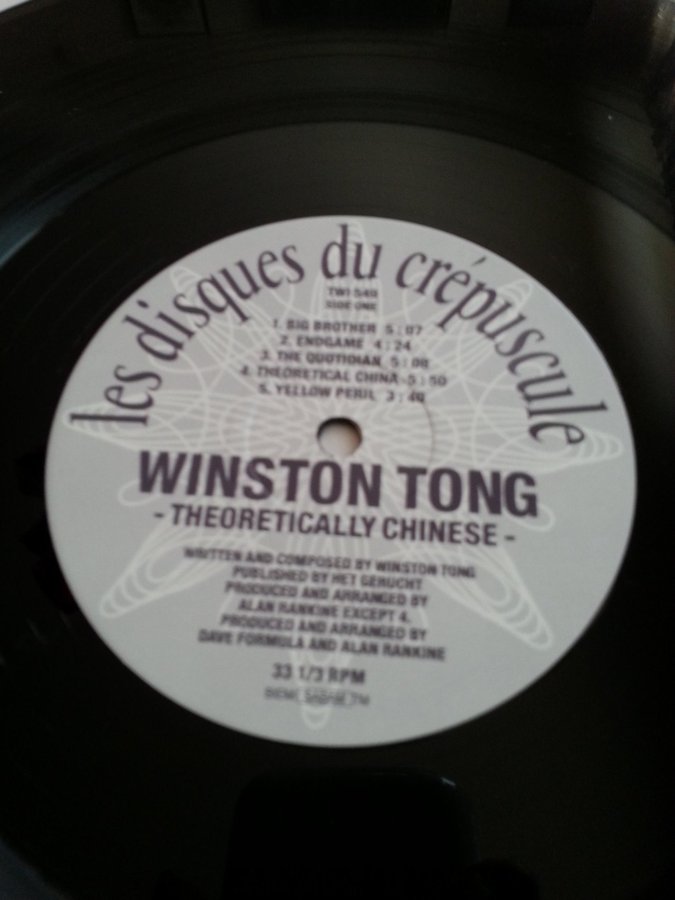 les disques du crépuscule
TWI 549
SIDE ONE
1. BIG BROTHER 5:07
2. ENDGAME 4:24
3. THE QUOTIDIAN 5:08
4. THEORETICAL CHINA 5:50
5. YELLOW PERIL 3:40
WINSTON TONG
- THEORETICALLY CHINESE -
WRITTEN AND COMPOSED BY WINSTON TONG
PUBLISHED BY HET GERUCHT
PRODUCED AND ARRANGED BY
ALAN RANKINE EXCEPT 4.
PRODUCED AND ARRANGED BY
DAVE FORMULA AND ALAN RANKINE
33 1/3 RPM